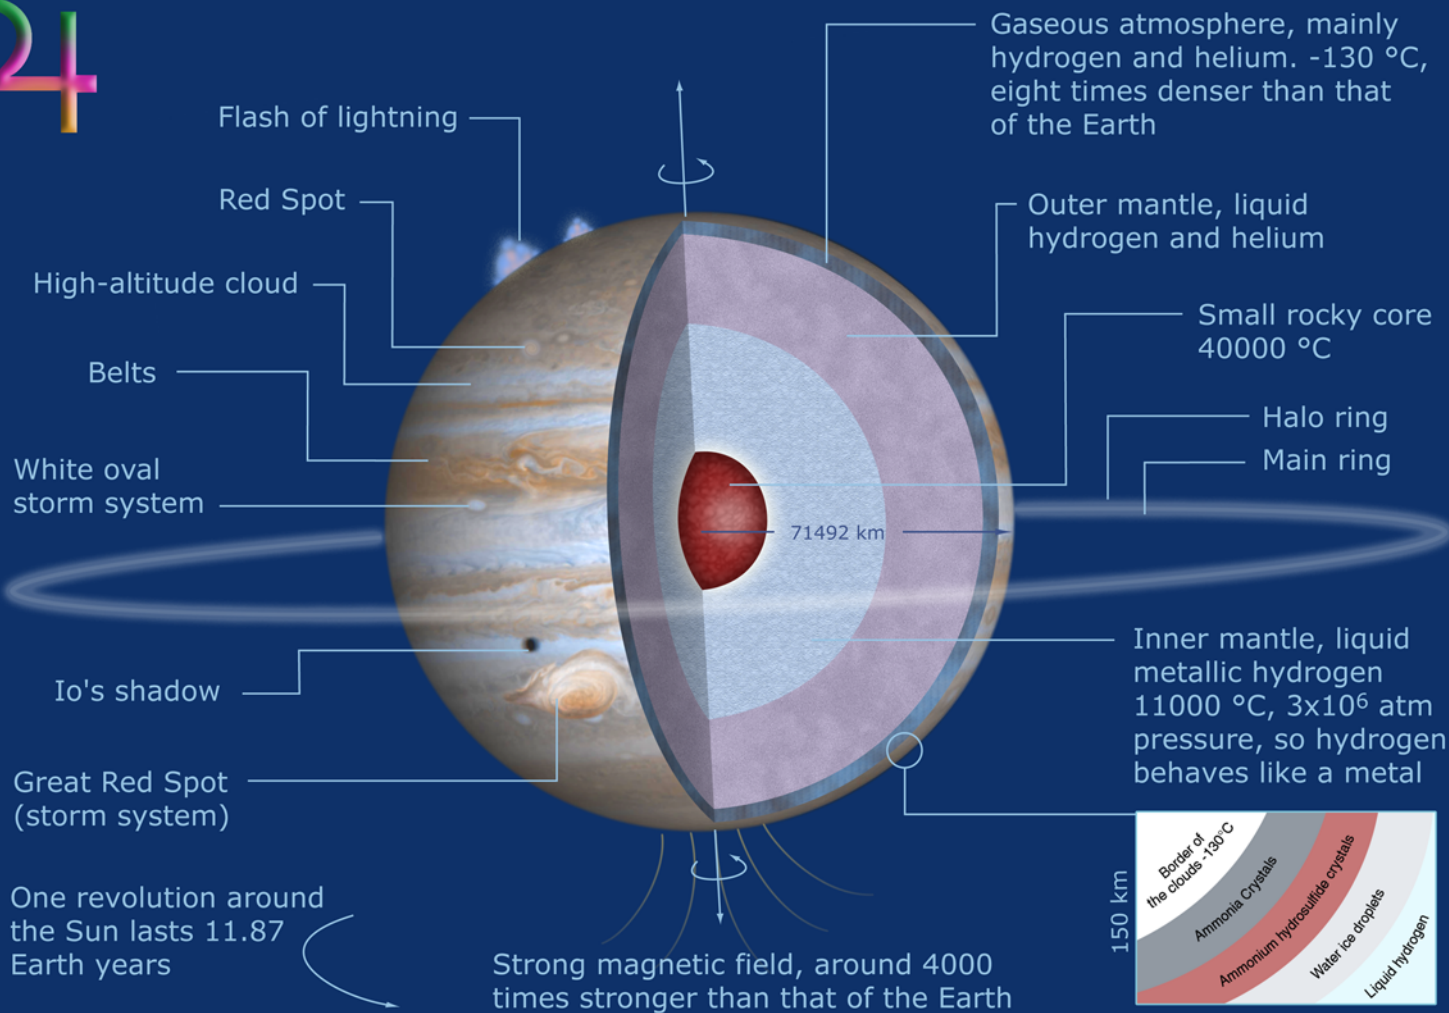 Gaseous atmosphere, mainly
hydrogen and helium. -130 °C,
eight times denser than that
of the Earth
Flash of lightning
Red Spot
Outer mantle, liquid
hydrogen and helium
High-altitude cloud
Small rocky core
40000 °C
Belts
Halo ring
Main ring
White oval
storm system
71492 km
Io's shadow
Inner mantle, liquid
metallic hydrogen
11000 °C, 3x10⁶ atm
pressure, so hydrogen
behaves like a metal
Great Red Spot
(storm system)
One revolution around
the Sun lasts 11.87
Earth years
Strong magnetic field, around 4000
times stronger than that of the Earth
150 km
Border of
the clouds -130°C
Ammonia Crystals
Ammonium hydrosulfide crystals
Water ice droplets
Liquid hydrogen